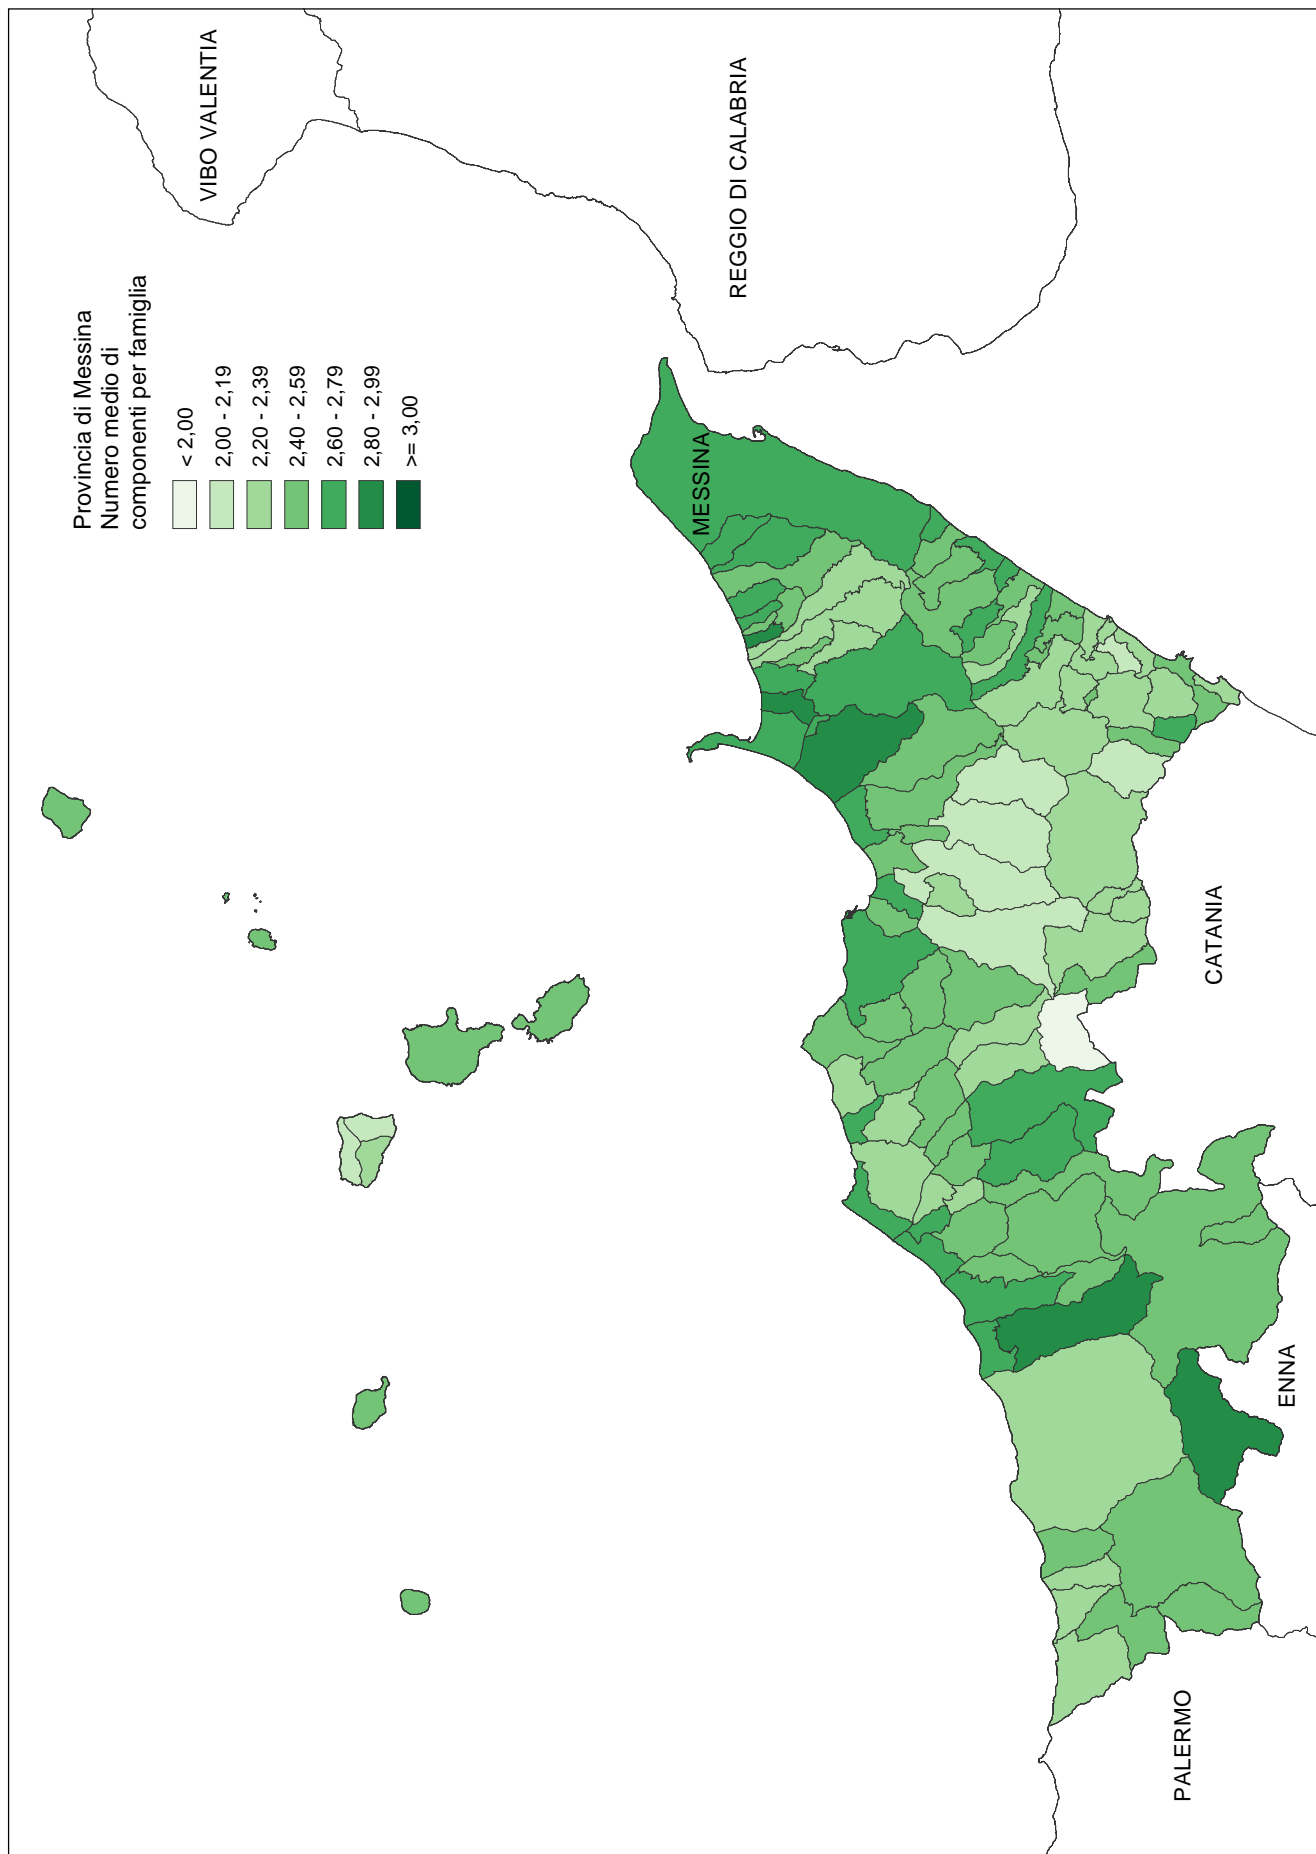 Provincia di Messina
Numero medio di
componenti per famiglia
< 2,00
2,00 - 2,19
2,20 - 2,39
2,40 - 2,59
2,60 - 2,79
2,80 - 2,99
>= 3,00
VIBO VALENTIA
REGGIO DI CALABRIA
MESSINA
CATANIA
ENNA
PALERMO